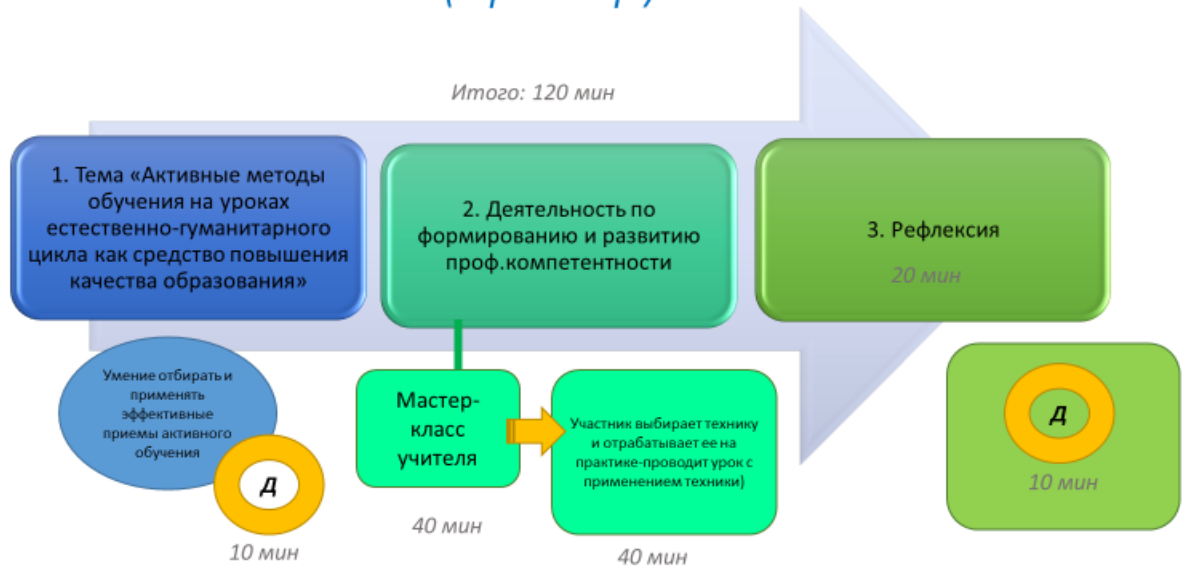 Итого: 120 мин
1. Тема «Активные методы
обучения на уроках
естественно-гуманитарного
цикла как средство повышения
качества образования»
2. Деятельность по
формированию и развитию
проф.компетентности
3. Рефлексия
20 мин
Умение отбирать и
применять
эффективные
приемы активного
обучения
Д
10 мин
Мастер-
класс
учителя
40 мин
Участник выбирает технику
и отрабатывает ее на
практике-проводит урок с
применением техники)
40 мин
Д
10 мин